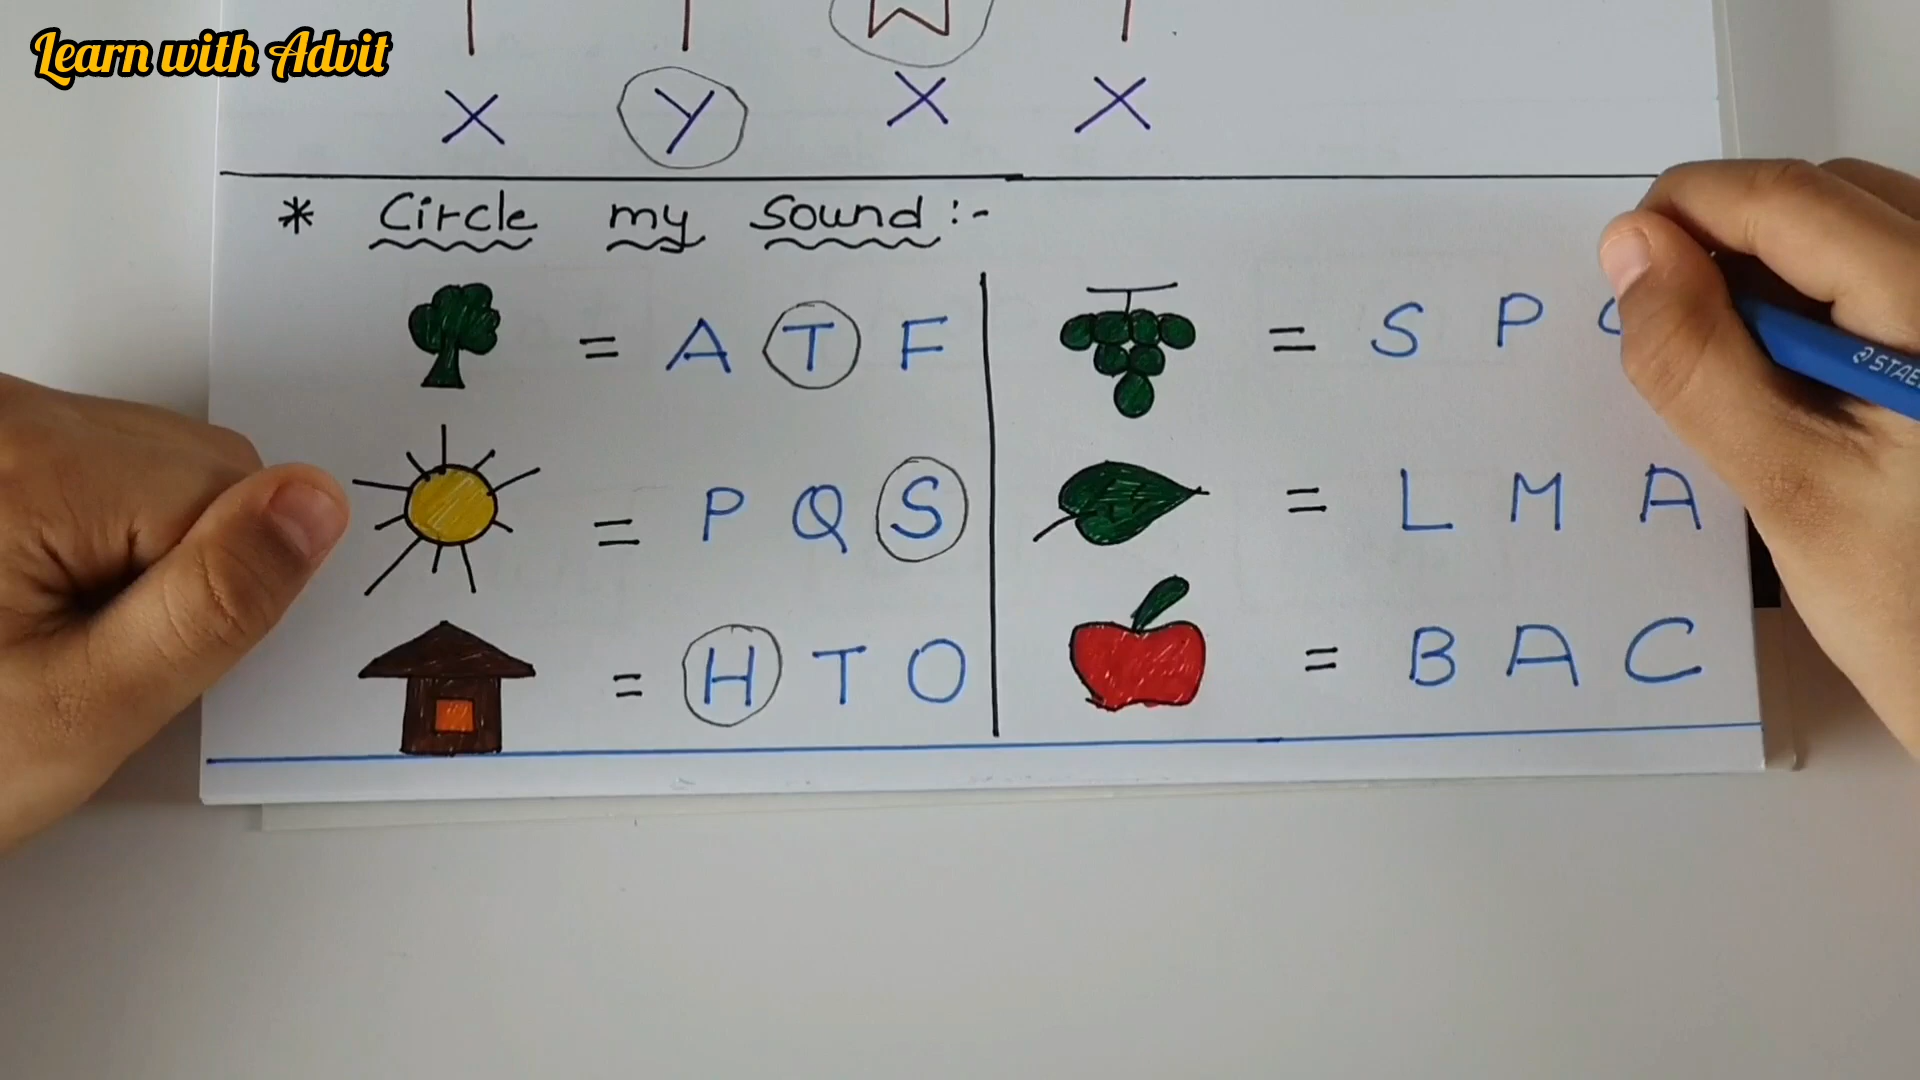 Learn with Advit
X Y X X
* Circle my Sound :-
= A T F
= P Q S
= H T O
= S P
= L M A
= B A C